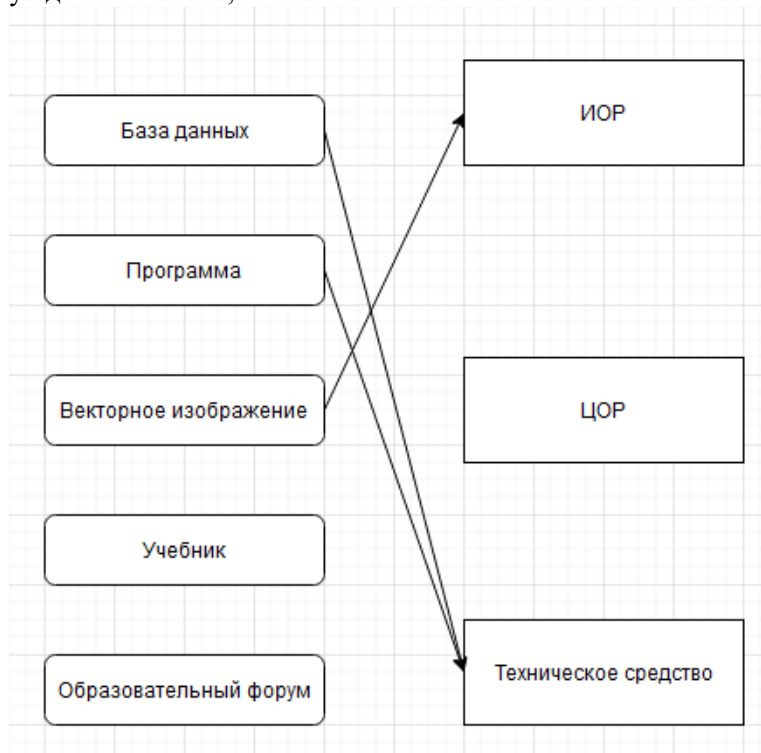 База данных
Программа
Векторное изображение
Учебник
Образовательный форум
ИОР
ЦОР
Техническое средство